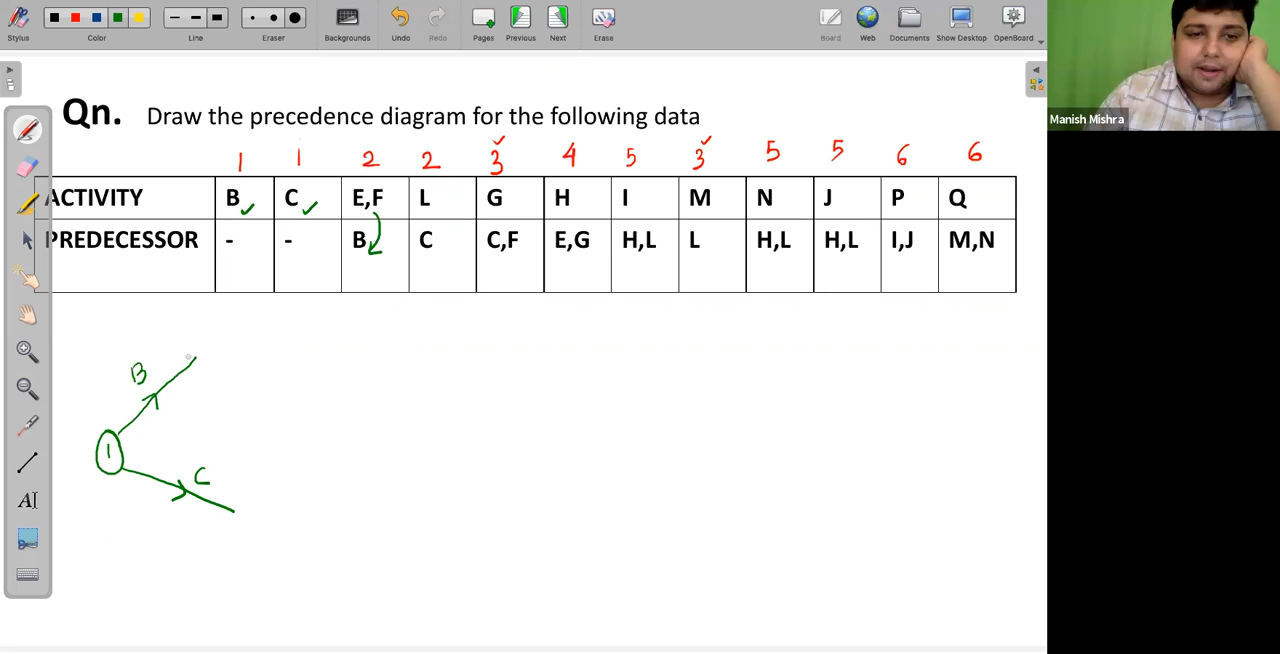 Stylus Color Line Eraser Backgrounds Undo Redo Pages Previous Next Erase Board Web Documents Show Desktop OpenBoard
Manish Mishra
Qn. Draw the precedence diagram for the following data
1 1 2 2 3 4 5 3 5 5 6 6
ACTIVITY B C E,F L G H I M N J P Q
PREDECESSOR - - B C C,F E,G H,L L H,L H,L I,J M,N
B
1
C